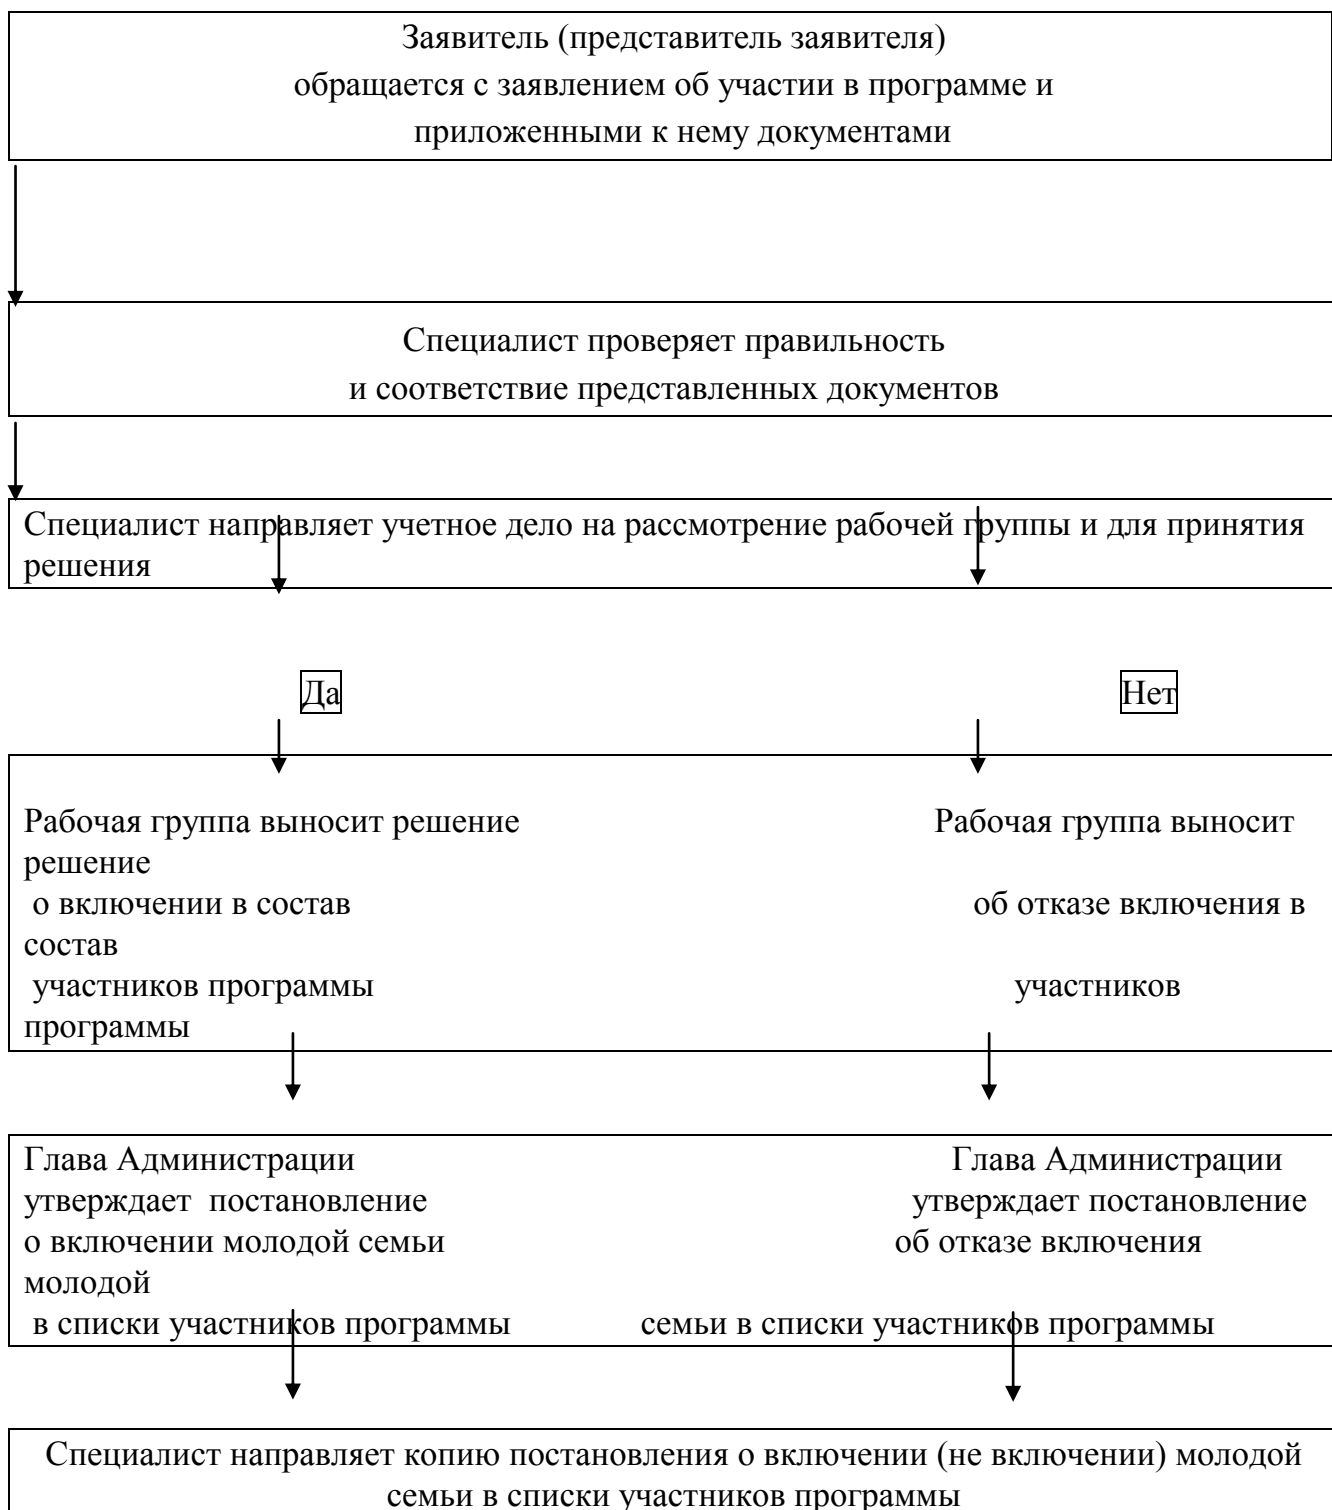 Заявитель (представитель заявителя)
обращается с заявлением об участии в программе и
приложенными к нему документами
Специалист проверяет правильность
и соответствие представленных документов
Специалист направляет учетное дело на рассмотрение рабочей группы и для принятия
решения
Да Нет
Рабочая группа выносит решение Рабочая группа выносит
решение
о включении в состав об отказе включения в
состав
участников программы участников
программы
Глава Администрации Глава Администрации
утверждает постановление утверждает постановление
о включении молодой семьи об отказе включения
молодой
в списки участников программы семьи в списки участников программы
Специалист направляет копию постановления о включении (не включении) молодой
семьи в списки участников программы